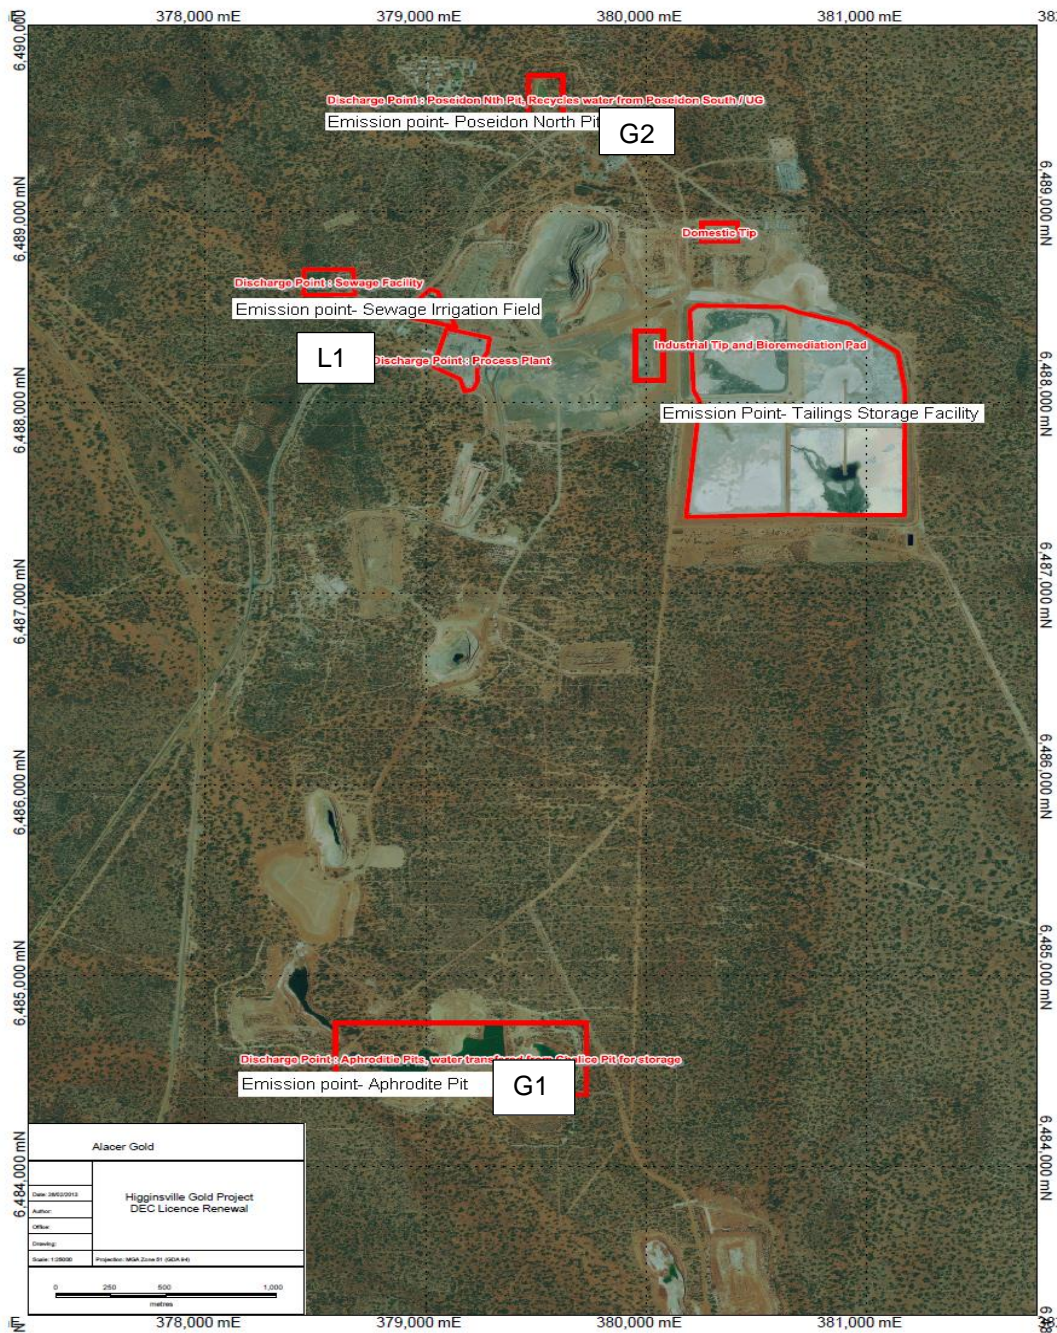 378,000 mE 379,000 mE 380,000 mE 381,000 mE
6,490,000
Discharge Point : Poseidon Nth Pit, Recycles water from Poseidon South / UG
Emission point- Poseidon North Pit
G2
6,489,000 mN
6,489,000 mN
Domestic Tip
Discharge Point : Sewage Facility
Emission point- Sewage Irrigation Field
L1
Discharge Point : Process Plant
Industrial Tip and Bioremediation Pad
6,488,000 mN
6,488,000 mN
Emission Point- Tailings Storage Facility
6,487,000 mN
6,487,000 mN
6,486,000 mN
6,486,000 mN
6,485,000 mN
6,485,000 mN
Discharge Point : Aphroditie Pits, water transfered from Chalice Pit for storage
Emission point- Aphrodite Pit
G1
6,484,000 mN
6,484,000 mN
Alacer Gold
Higginsville Gold Project
DEC Licence Renewal
Date: 28/02/2013
Author:
Office:
Drawing:
Scale: 1:25000
Projection: MGA Zone 51 (GDA 94)
0 250 500 1,000
metres
378,000 mE 379,000 mE 380,000 mE 381,000 mE